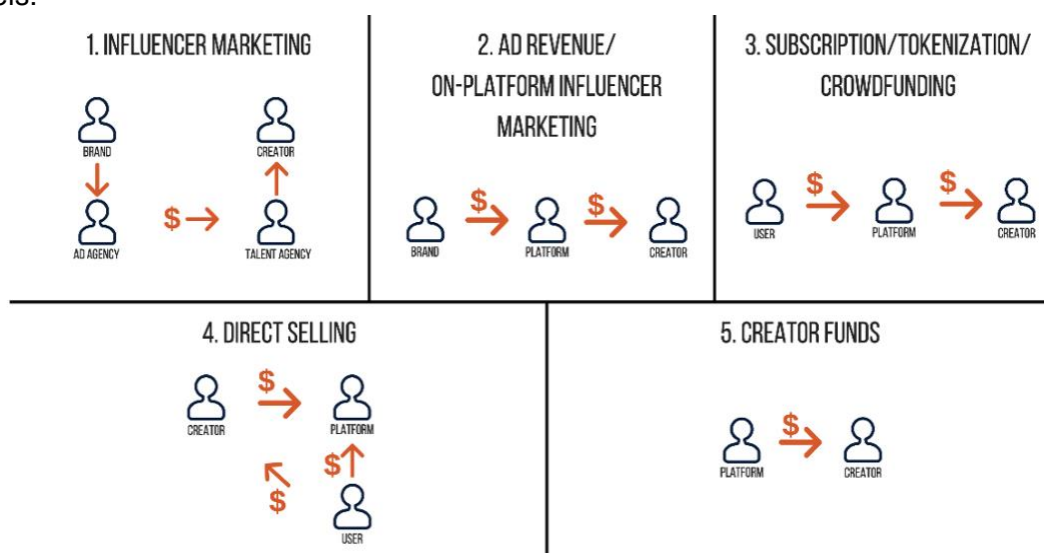 els.
1. INFLUENCER MARKETING
BRAND
CREATOR
$
AD AGENCY
TALENT AGENCY
2. AD REVENUE/
ON-PLATFORM INFLUENCER
MARKETING
$ $
BRAND
PLATFORM
CREATOR
3. SUBSCRIPTION/TOKENIZATION/
CROWDFUNDING
$ $
USER
PLATFORM
CREATOR
4. DIRECT SELLING
$
CREATOR
PLATFORM
$
$
USER
5. CREATOR FUNDS
$
PLATFORM
CREATOR